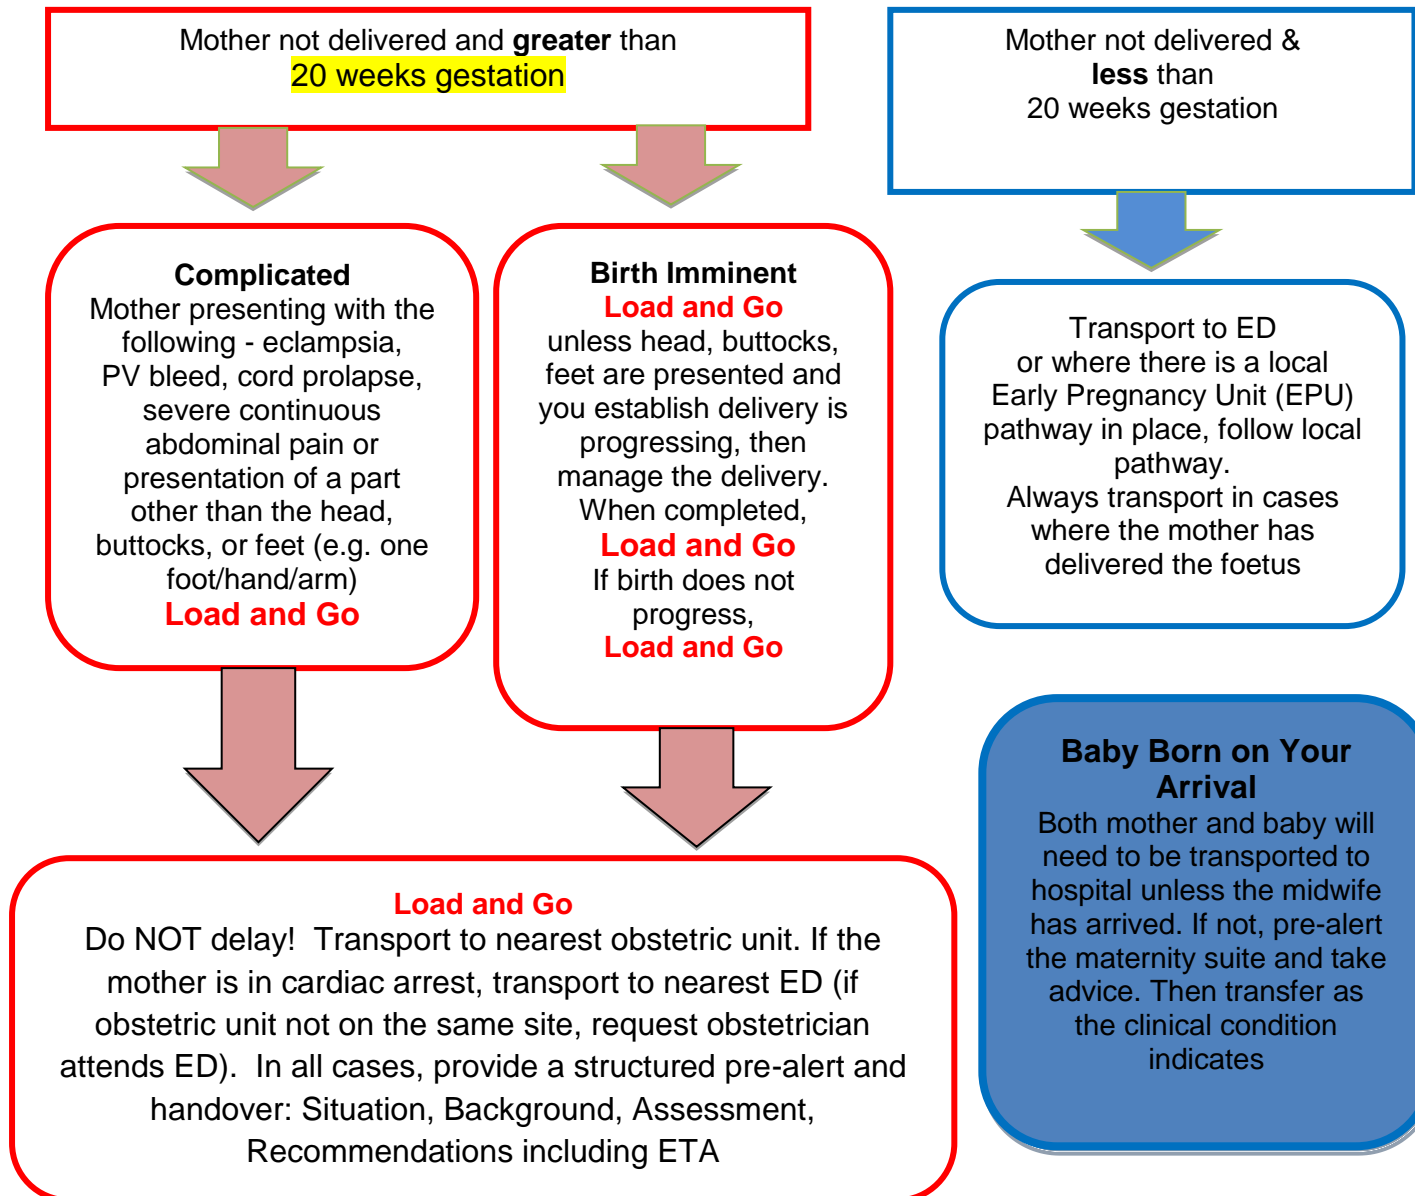 Mother not delivered and greater than
20 weeks gestation
Mother not delivered &
less than
20 weeks gestation
Complicated
Mother presenting with the
following - eclampsia,
PV bleed, cord prolapse,
severe continuous
abdominal pain or
presentation of a part
other than the head,
buttocks, or feet (e.g. one
foot/hand/arm)
Load and Go
Birth Imminent
Load and Go
unless head, buttocks,
feet are presented and
you establish delivery is
progressing, then
manage the delivery.
When completed,
Load and Go
If birth does not
progress,
Load and Go
Transport to ED
or where there is a local
Early Pregnancy Unit (EPU)
pathway in place, follow local
pathway.
Always transport in cases
where the mother has
delivered the foetus
Baby Born on Your
Arrival
Both mother and baby will
need to be transported to
hospital unless the midwife
has arrived. If not, pre-alert
the maternity suite and take
advice. Then transfer as
the clinical condition
indicates
Load and Go
Do NOT delay! Transport to nearest obstetric unit. If the
mother is in cardiac arrest, transport to nearest ED (if
obstetric unit not on the same site, request obstetrician
attends ED). In all cases, provide a structured pre-alert and
handover: Situation, Background, Assessment,
Recommendations including ETA